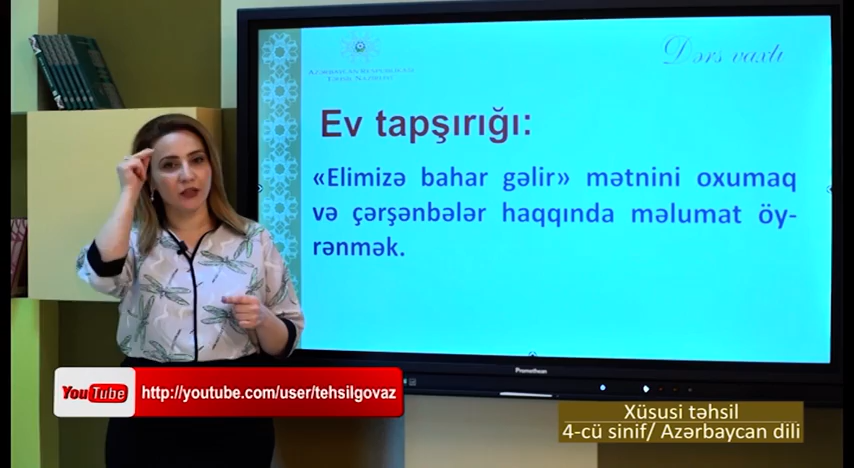 AZƏRBAYCAN RESPUBLİKASI
TƏHSİL NAZİRLİYİ
Dərs vaxtı
Ev tapşırığı:
«Elimizə bahar gəlir» mətnini oxumaq
və çərşənbələr haqqında məlumat öy-
rənmək.
Promethean
YouTube http://youtube.com/user/tehsilgovaz
Xüsusi təhsil
4-cü sinif/ Azərbaycan dili